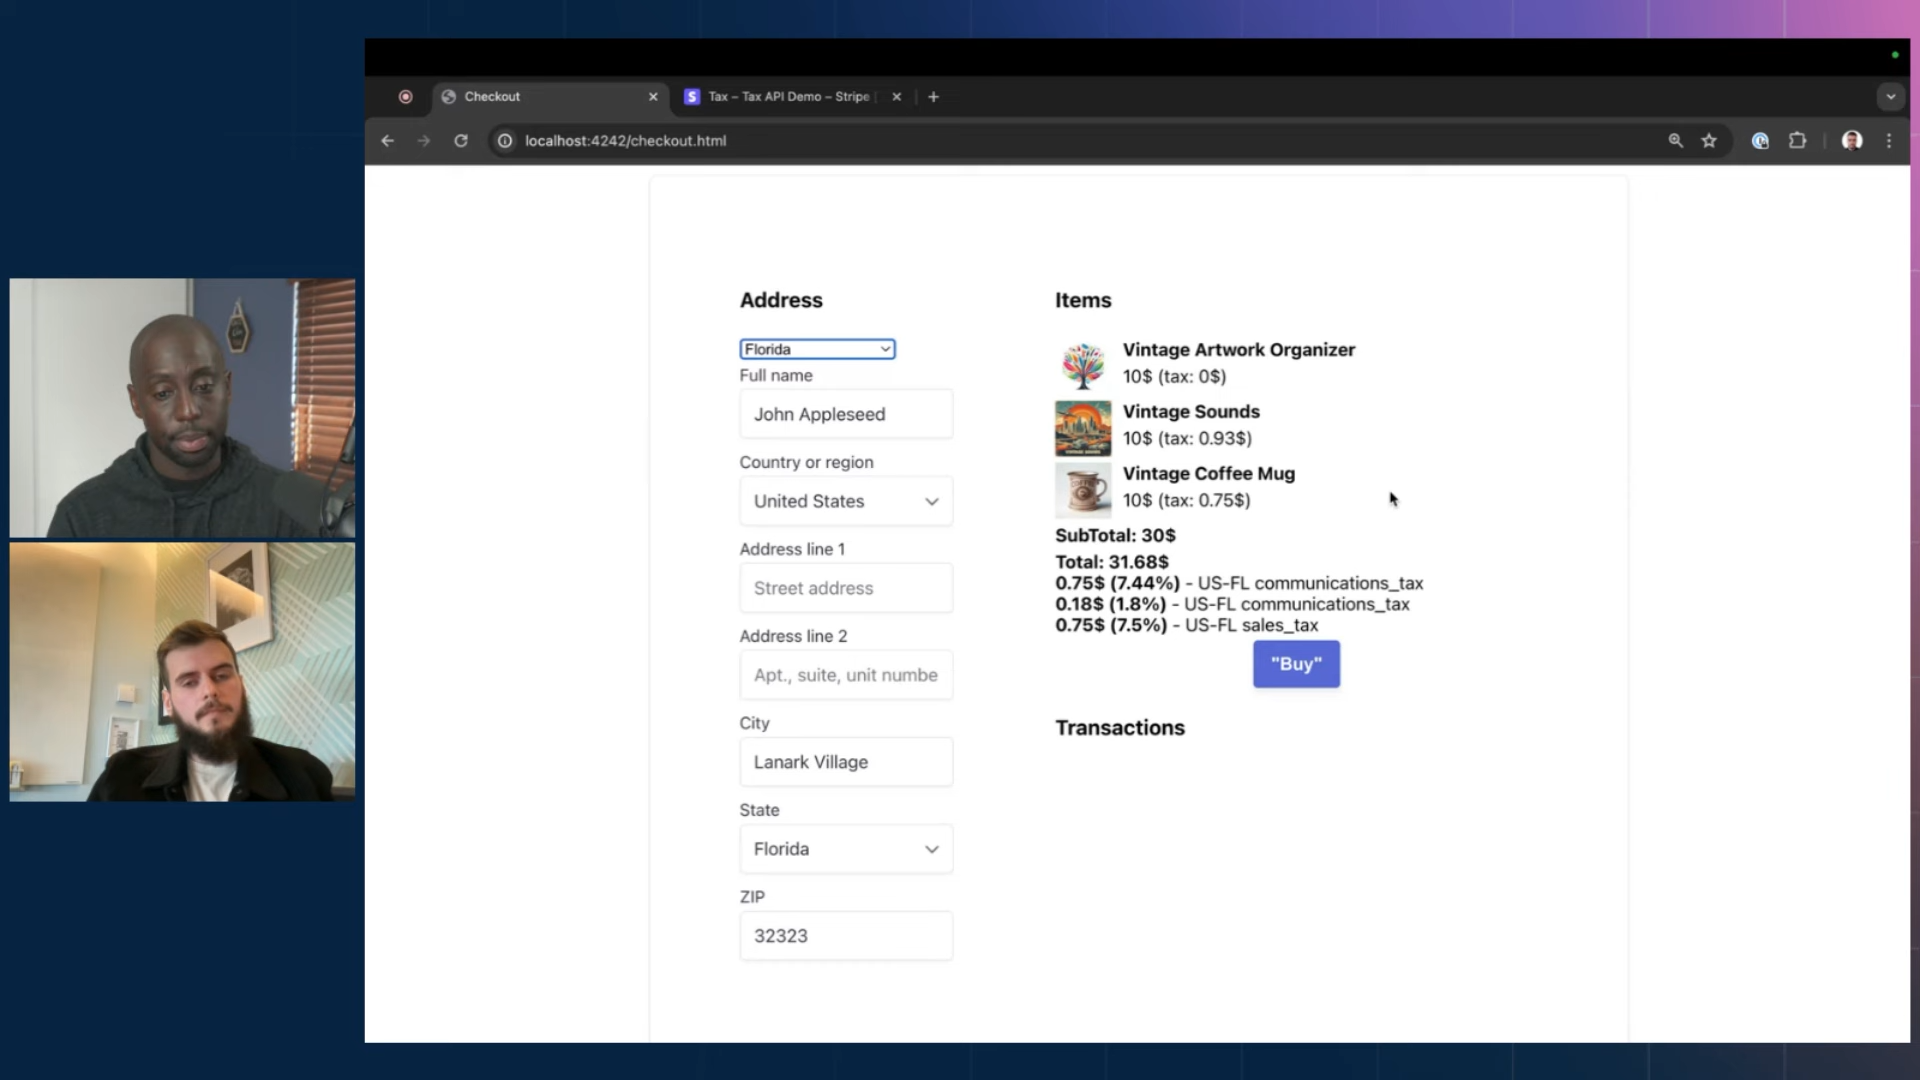 Checkout
Tax – Tax API Demo – Stripe
localhost:4242/checkout.html
Address
Florida
Full name
John Appleseed
Country or region
United States
Address line 1
Street address
Address line 2
Apt., suite, unit numbe
City
Lanark Village
State
Florida
ZIP
32323
Items
Vintage Artwork Organizer
10$ (tax: 0$)
Vintage Sounds
10$ (tax: 0.93$)
Vintage Coffee Mug
10$ (tax: 0.75$)
SubTotal: 30$
Total: 31.68$
0.75$ (7.44%) - US-FL communications_tax
0.18$ (1.8%) - US-FL communications_tax
0.75$ (7.5%) - US-FL sales_tax
"Buy"
Transactions